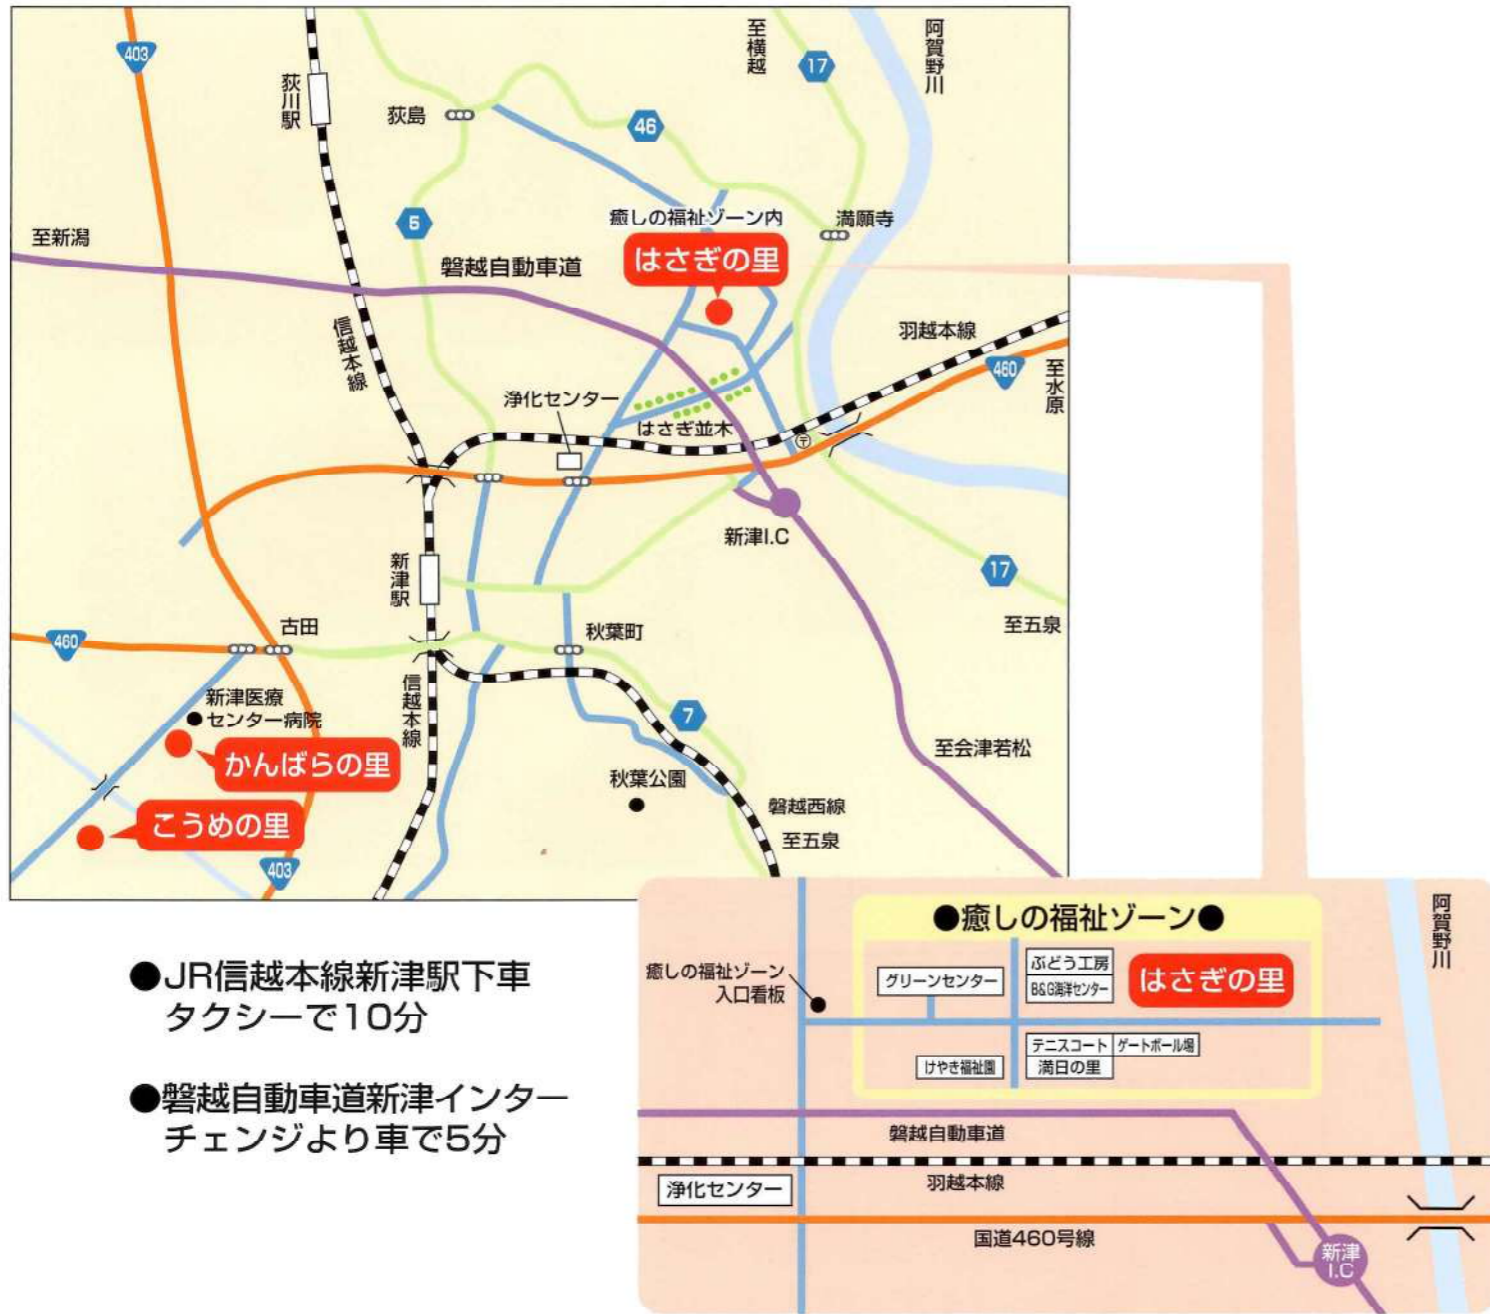 403
荻川駅
荻島
46
至横越
17
阿賀野川
5
癒しの福祉ゾーン内
はさぎの里
満願寺
至新潟
磐越自動車道
信越本線
羽越本線
460
至水原
浄化センター
はさぎ並木
〒
新津I.C
新津駅
17
至五泉
460
古田
秋葉町
新津医療
センター病院
信越本線
7
かんばらの里
こうめの里
403
秋葉公園
磐越西線
至五泉
至会津若松
●JR信越本線新津駅下車
タクシーで10分
●磐越自動車道新津インター
チェンジより車で5分
●癒しの福祉ゾーン●
阿賀野川
癒しの福祉ゾーン
入口看板
グリーンセンター
ぶどう工房
B&G海洋センター
はさぎの里
けやき福祉園
テニスコート
ゲートボール場
満日の里
磐越自動車道
羽越本線
浄化センター
国道460号線
新津
I.C